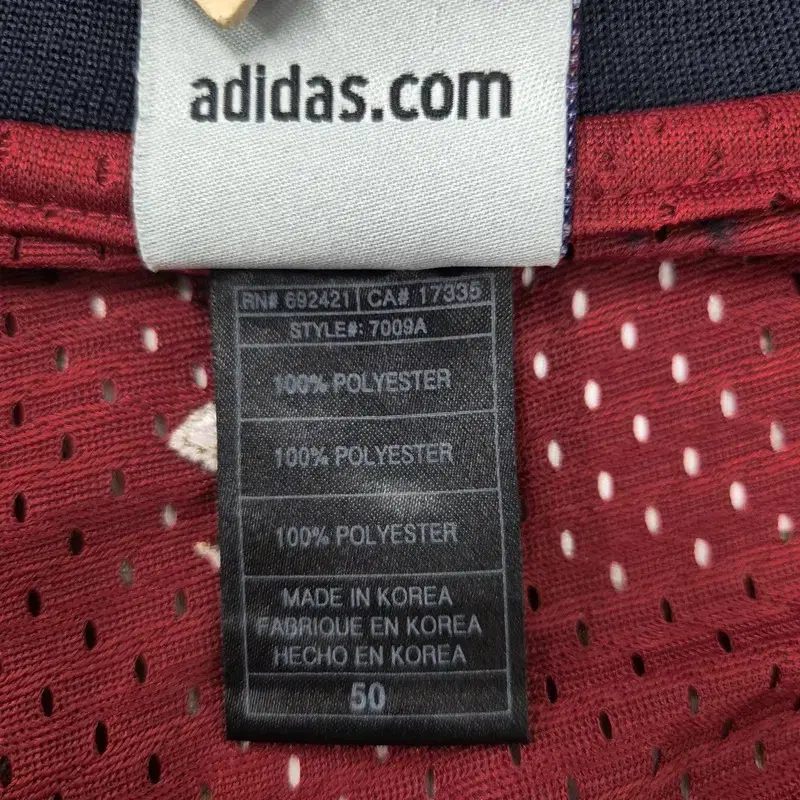 adidas.com
RN# 692421 CA# 17335
STYLE#: 7009A
100% POLYESTER
100% POLYESTER
100% POLYESTER
MADE IN KOREA
FABRIQUE EN KOREA
HECHO EN KOREA
50